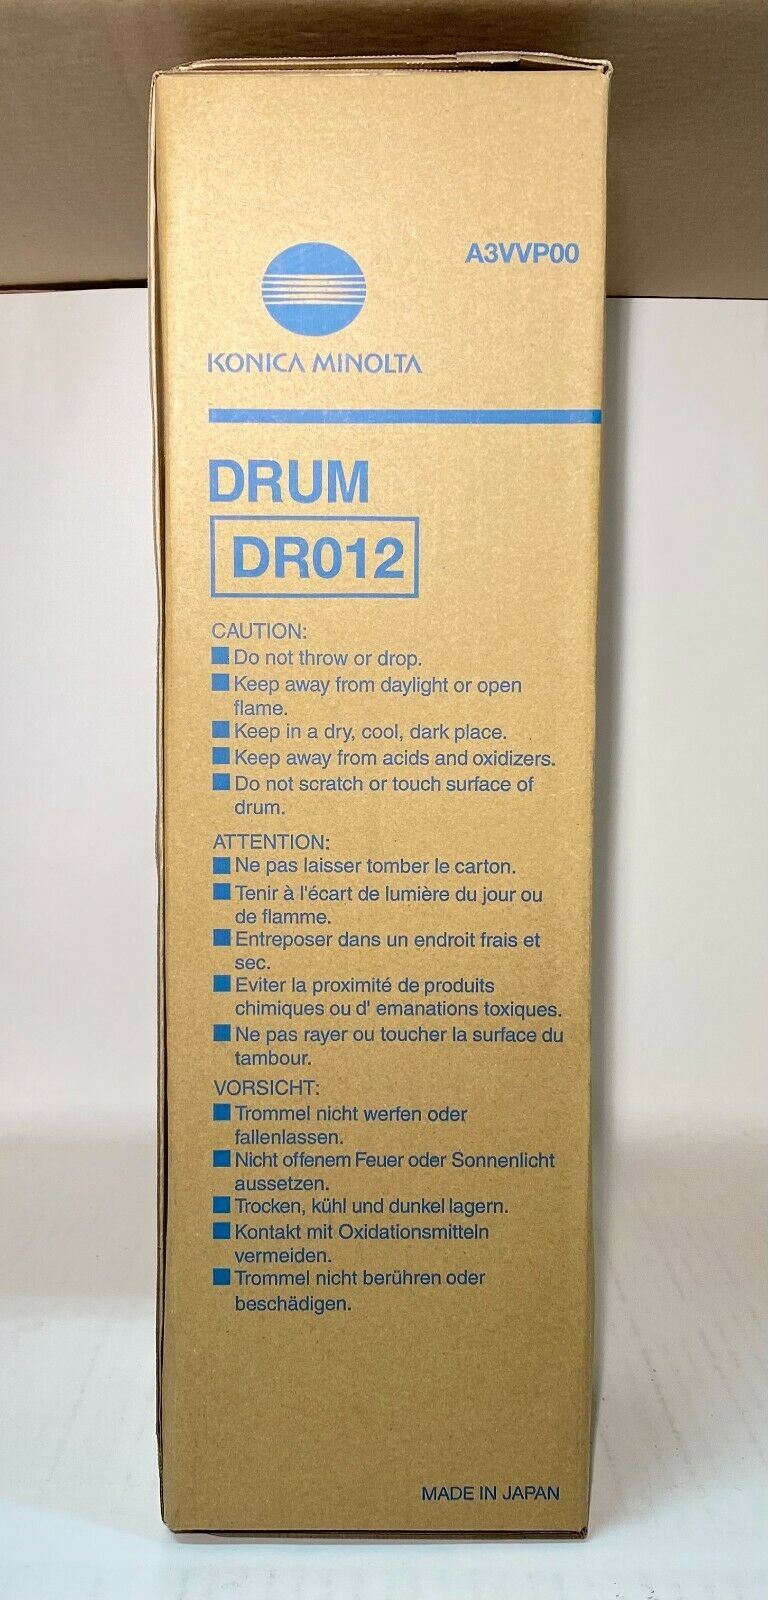 A3VVP00
KONICA MINOLTA
DRUM
DR012
CAUTION:
Do not throw or drop.
Keep away from daylight or open
flame.
Keep in a dry, cool, dark place.
Keep away from acids and oxidizers.
Do not scratch or touch surface of
drum.
ATTENTION:
Ne pas laisser tomber le carton.
Tenir à l'écart de lumière du jour ou
de flamme.
Entreposer dans un endroit frais et
sec.
Eviter la proximité de produits
chimiques ou d' emanations toxiques.
Ne pas rayer ou toucher la surface du
tambour.
VORSICHT:
Trommel nicht werfen oder
fallenlassen.
Nicht offenem Feuer oder Sonnenlicht
aussetzen.
Trocken, kühl und dunkel lagern.
Kontakt mit Oxidationsmitteln
vermeiden.
Trommel nicht berühren oder
beschädigen.
MADE IN JAPAN